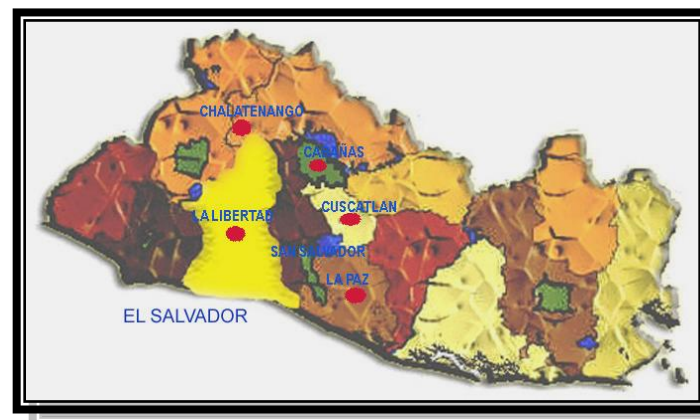 CHALATENANGO
CABAÑAS
LA LIBERTAD
CUSCATLAN
SAN SALVADOR
LA PAZ
EL SALVADOR